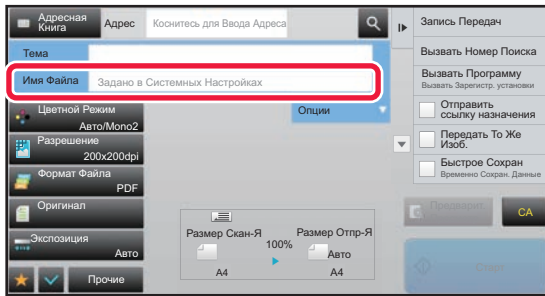 Адресная
Книга
Адрес
Коснитесь для Ввода Адреса
Тема
Имя Файла
Задано в Системных Настройках
Цветной Режим
Авто/Mono2
Опции
Разрешение
200x200dpi
Формат Файла
PDF
Оригинал
Экспозиция
Авто
Прочие
Размер Скан-Я
100%
Размер Отпр-Я
Авто
A4
A4
Запись Передач
Вызвать Номер Поиска
Вызвать Программу
Вызвать Зарегистр. установки
Отправить
ссылку назначения
Передать То Же
Изоб.
Быстрое Сохран
Временно Сохран. Данные
Предварит.
CA
Старт